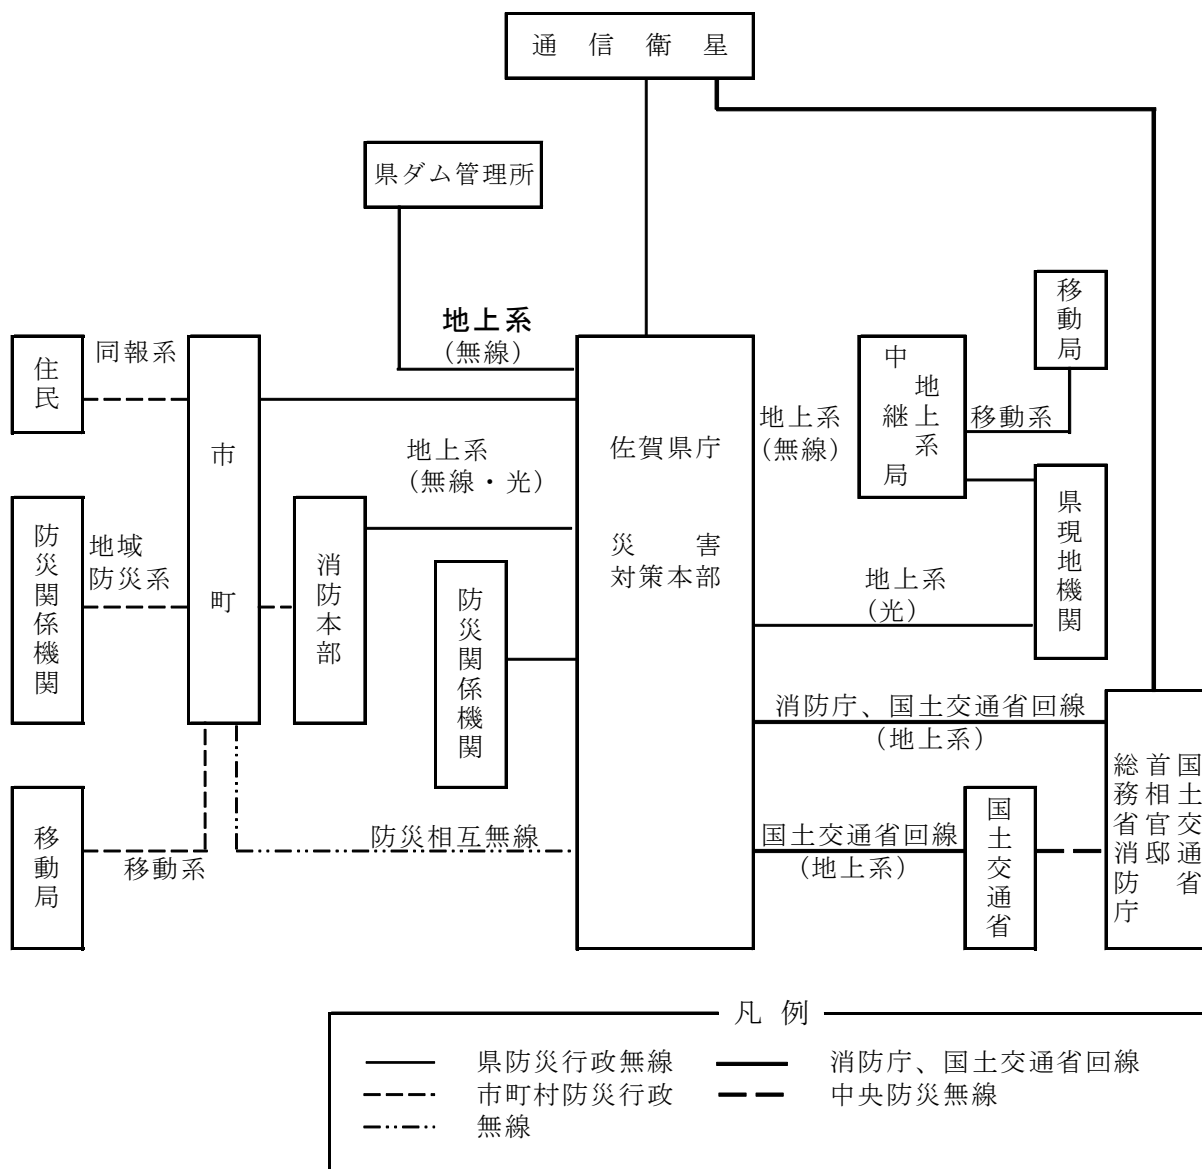 通信衛星
県ダム管理所
地上系
(無線)
移動局
住民
同報系
市町
地上系
(無線・光)
佐賀県庁
災害
対策本部
地上系
(無線)
中継局
地上系
移動系
県現地機関
防災関係機関
地域
防災系
消防本部
防災関係機関
地上系
(光)
消防庁、国土交通省回線
(地上系)
総務省消防庁
首相官邸
国土交通省
移動局
移動系
防災相互無線
国土交通省回線
(地上系)
国土交通省
凡例
県防災行政無線
消防庁、国土交通省回線
市町村防災行政
中央防災無線
無線